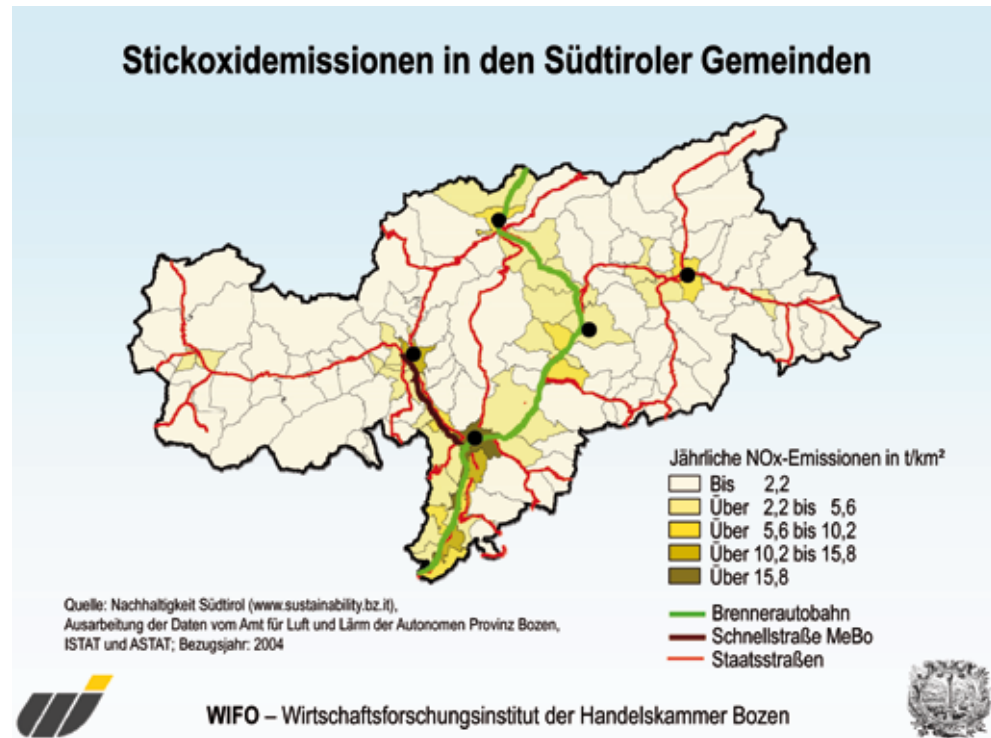 Stickoxidemissionen in den Südtiroler Gemeinden
Jährliche NOx-Emissionen in t/km²
Bis 2,2
Über 2,2 bis 5,6
Über 5,6 bis 10,2
Über 10,2 bis 15,8
Über 15,8
Brennerautobahn
Schnellstraße MeBo
Staatsstraßen
Quelle: Nachhaltigkeit Südtirol (www.sustainability.bz.it),
Ausarbeitung der Daten vom Amt für Luft und Lärm der Autonomen Provinz Bozen,
ISTAT und ASTAT; Bezugsjahr: 2004
WIFO – Wirtschaftsforschungsinstitut der Handelskammer Bozen